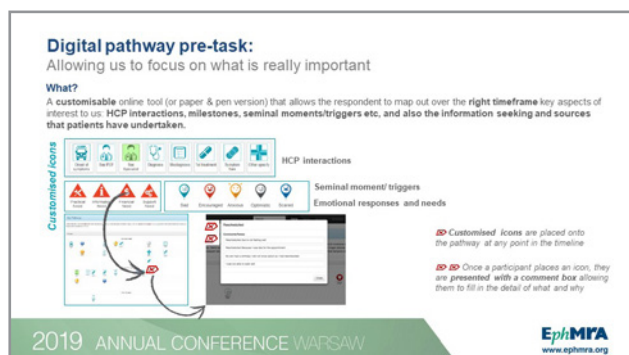 Digital pathway pre-task:
Allowing us to focus on what is really important
What?
A customisable online tool (or paper & pen version) that allows the respondent to map out over the right timeframe key aspects of
interest to us: HCP interactions, milestones, seminal moments/triggers etc, and also the information seeking and sources
that patients have undertaken.
Customised icons
HCP interactions
Seminal moment/ triggers
Emotional responses and needs
Sad
Encouraged
Anxious
Optimistic
Scared
Customised icons are placed onto
the pathway at any point in the timeline
Once a participant places an icon, they
are presented with a comment box allowing
them to fill in the detail of what and why
2019 ANNUAL CONFERENCE WARSAW
EphMRA
www.ephmra.org